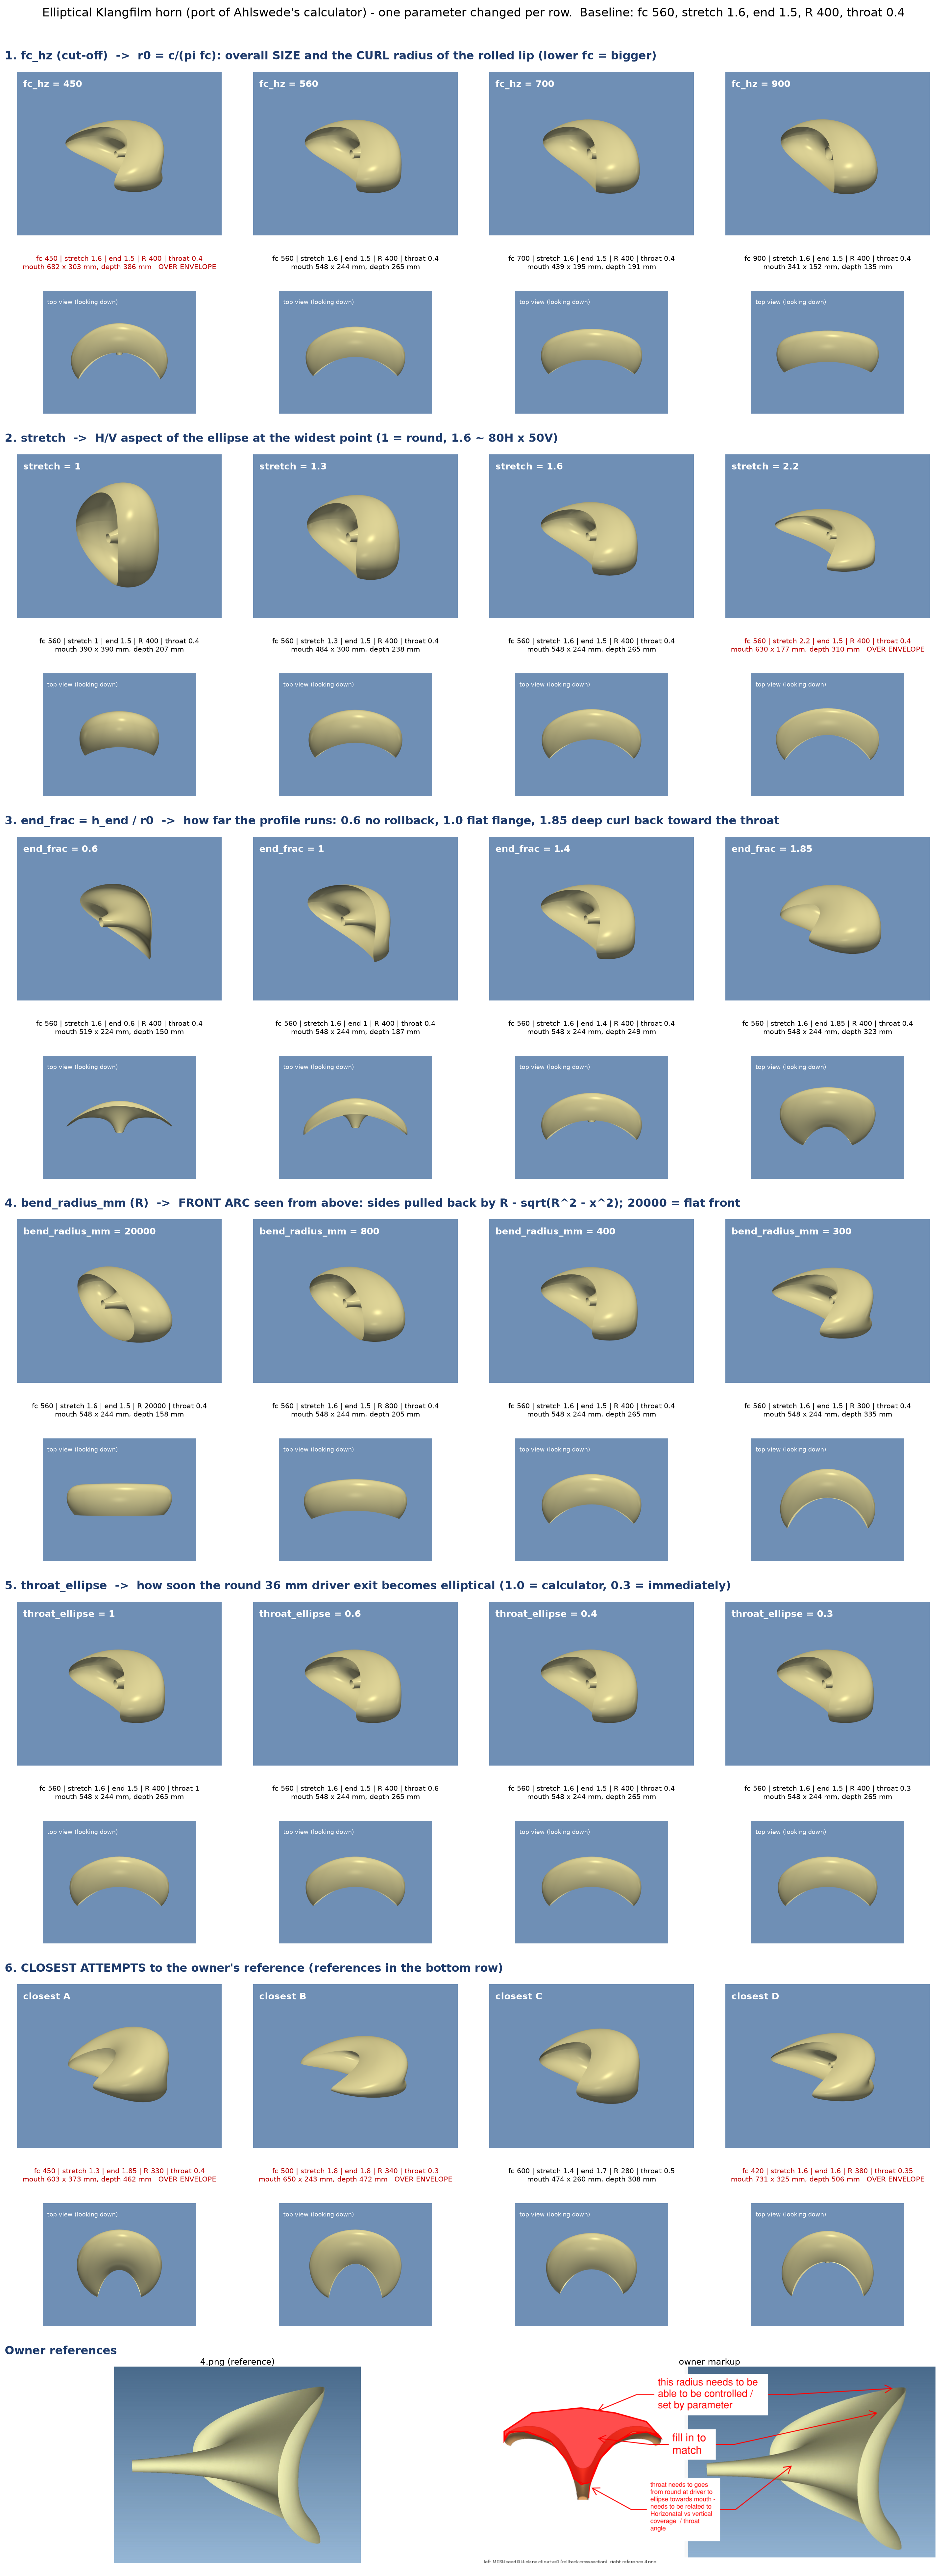 Elliptical Klangfilm horn (port of Ahlswede's calculator) - one parameter changed per row.  Baseline: fc 560, stretch 1.6, end 1.5, R 400, throat 0.4
1. fc_hz (cut-off)  ->  r0 = c/(pi fc): overall SIZE and the CURL radius of the rolled lip (lower fc = bigger)
fc_hz = 450
fc_hz = 560
fc_hz = 700
fc_hz = 900
fc 450 | stretch 1.6 | end 1.5 | R 400 | throat 0.4
mouth 682 x 303 mm, depth 386 mm   OVER ENVELOPE
fc 560 | stretch 1.6 | end 1.5 | R 400 | throat 0.4
mouth 548 x 244 mm, depth 265 mm
fc 700 | stretch 1.6 | end 1.5 | R 400 | throat 0.4
mouth 439 x 195 mm, depth 191 mm
fc 900 | stretch 1.6 | end 1.5 | R 400 | throat 0.4
mouth 341 x 152 mm, depth 135 mm
top view (looking down)
top view (looking down)
top view (looking down)
top view (looking down)
2. stretch  ->  H/V aspect of the ellipse at the widest point (1 = round, 1.6 ~ 80H x 50V)
stretch = 1
stretch = 1.3
stretch = 1.6
stretch = 2.2
fc 560 | stretch 1 | end 1.5 | R 400 | throat 0.4
mouth 390 x 390 mm, depth 207 mm
fc 560 | stretch 1.3 | end 1.5 | R 400 | throat 0.4
mouth 484 x 300 mm, depth 238 mm
fc 560 | stretch 1.6 | end 1.5 | R 400 | throat 0.4
mouth 548 x 244 mm, depth 265 mm
fc 560 | stretch 2.2 | end 1.5 | R 400 | throat 0.4
mouth 630 x 177 mm, depth 310 mm   OVER ENVELOPE
top view (looking down)
top view (looking down)
top view (looking down)
top view (looking down)
3. end_frac = h_end / r0  ->  how far the profile runs: 0.6 no rollback, 1.0 flat flange, 1.85 deep curl back toward the throat
end_frac = 0.6
end_frac = 1
end_frac = 1.4
end_frac = 1.85
fc 560 | stretch 1.6 | end 0.6 | R 400 | throat 0.4
mouth 519 x 224 mm, depth 150 mm
fc 560 | stretch 1.6 | end 1 | R 400 | throat 0.4
mouth 548 x 244 mm, depth 187 mm
fc 560 | stretch 1.6 | end 1.4 | R 400 | throat 0.4
mouth 548 x 244 mm, depth 249 mm
fc 560 | stretch 1.6 | end 1.85 | R 400 | throat 0.4
mouth 548 x 244 mm, depth 323 mm
top view (looking down)
top view (looking down)
top view (looking down)
top view (looking down)
4. bend_radius_mm (R)  ->  FRONT ARC seen from above: sides pulled back by R - sqrt(R^2 - x^2); 20000 = flat front
bend_radius_mm = 20000
bend_radius_mm = 800
bend_radius_mm = 400
bend_radius_mm = 300
fc 560 | stretch 1.6 | end 1.5 | R 20000 | throat 0.4
mouth 548 x 244 mm, depth 158 mm
fc 560 | stretch 1.6 | end 1.5 | R 800 | throat 0.4
mouth 548 x 244 mm, depth 205 mm
fc 560 | stretch 1.6 | end 1.5 | R 400 | throat 0.4
mouth 548 x 244 mm, depth 265 mm
fc 560 | stretch 1.6 | end 1.5 | R 300 | throat 0.4
mouth 548 x 244 mm, depth 335 mm
top view (looking down)
top view (looking down)
top view (looking down)
top view (looking down)
5. throat_ellipse  ->  how soon the round 36 mm driver exit becomes elliptical (1.0 = calculator, 0.3 = immediately)
throat_ellipse = 1
throat_ellipse = 0.6
throat_ellipse = 0.4
throat_ellipse = 0.3
fc 560 | stretch 1.6 | end 1.5 | R 400 | throat 1
mouth 548 x 244 mm, depth 265 mm
fc 560 | stretch 1.6 | end 1.5 | R 400 | throat 0.6
mouth 548 x 244 mm, depth 265 mm
fc 560 | stretch 1.6 | end 1.5 | R 400 | throat 0.4
mouth 548 x 244 mm, depth 265 mm
fc 560 | stretch 1.6 | end 1.5 | R 400 | throat 0.3
mouth 548 x 244 mm, depth 265 mm
top view (looking down)
top view (looking down)
top view (looking down)
top view (looking down)
6. CLOSEST ATTEMPTS to the owner's reference (references in the bottom row)
closest A
closest B
closest C
closest D
fc 450 | stretch 1.3 | end 1.85 | R 330 | throat 0.4
mouth 603 x 373 mm, depth 462 mm   OVER ENVELOPE
fc 500 | stretch 1.8 | end 1.8 | R 340 | throat 0.3
mouth 650 x 243 mm, depth 472 mm   OVER ENVELOPE
fc 600 | stretch 1.4 | end 1.7 | R 280 | throat 0.5
mouth 474 x 260 mm, depth 308 mm
fc 420 | stretch 1.6 | end 1.6 | R 380 | throat 0.35
mouth 731 x 325 mm, depth 506 mm   OVER ENVELOPE
top view (looking down)
top view (looking down)
top view (looking down)
top view (looking down)
Owner references
4.png (reference)
owner markup
this radius needs to be
able to be controlled /
set by parameter
fill in to
match
throat needs to goes
from round at driver to
ellipse towards mouth -
needs to be related to
Horizonatal vs vertical
coverage  / throat
angle